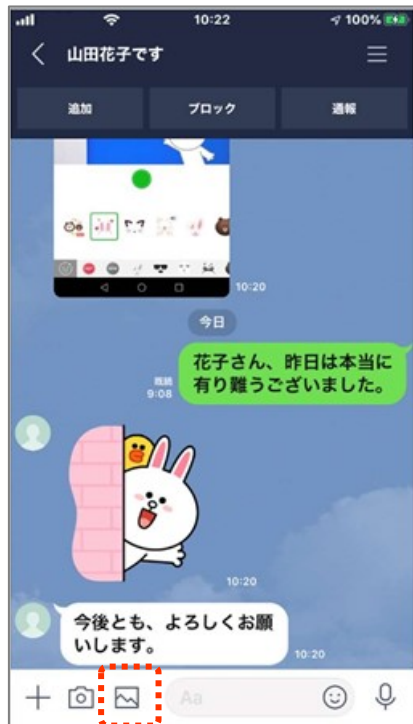 10:22
100%
山田花子です
追加
ブロック
通報
10:20
今日
花子さん、昨日は本当に
有り難うございました。
既読
9:08
10:20
今後とも、よろしくお願
いします。
10:20
Aa